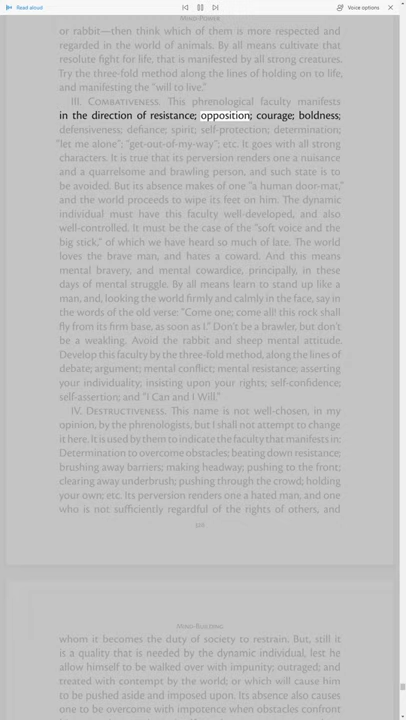 Read aloud
Voice options
Mind-Power
or rabbit—then think which of them is more respected and
regarded in the world of animals. By all means cultivate that
resolute fight for life, that is manifested by all strong creatures.
Try the three-fold method along the lines of holding on to life,
and manifesting the "will to live."
III. Combativeness. This phrenological faculty manifests
in the direction of resistance; opposition; courage; boldness;
defensiveness; defiance; spirit; self-protection; determination;
"let me alone"; "get-out-of-my-way"; etc. It goes with all strong
characters. It is true that its perversion renders one a nuisance
and a quarrelsome and brawling person, and such state is to
be avoided. But its absence makes of one "a human door-mat,"
and the world proceeds to wipe its feet on him. The dynamic
individual must have this faculty well-developed, and also
well-controlled. It must be the case of the "soft voice and the
big stick," of which we have heard so much of late. The world
loves the brave man, and hates a coward. And this means
mental bravery, and mental cowardice, principally, in these
days of mental struggle. By all means learn to stand up like a
man, and, looking the world firmly and calmly in the face, say in
the words of the old verse: "Come one; come all! this rock shall
fly from its firm base, as soon as I." Don't be a brawler, but don't
be a weakling. Avoid the rabbit and sheep mental attitude.
Develop this faculty by the three-fold method, along the lines of
debate; argument; mental conflict; mental resistance; asserting
your individuality; insisting upon your rights; self-confidence;
self-assertion; and "I Can and I Will."
IV. Destructiveness. This name is not well-chosen, in my
opinion, by the phrenologists, but I shall not attempt to change
it here. It is used by them to indicate the faculty that manifests in:
Determination to overcome obstacles; beating down resistance;
brushing away barriers; making headway; pushing to the front;
clearing away underbrush; pushing through the crowd; holding
your own; etc. Its perversion renders one a hated man, and one
who is not sufficiently regardful of the rights of others, and
Mind-Building
whom it becomes the duty of society to restrain. But, still it
is a quality that is needed by the dynamic individual, lest he
allow himself to be walked over with impunity; outraged; and
treated with contempt by the world; or which will cause him
to be pushed aside and imposed upon. Its absence also causes
one to be overcome with impotence when obstacles confront